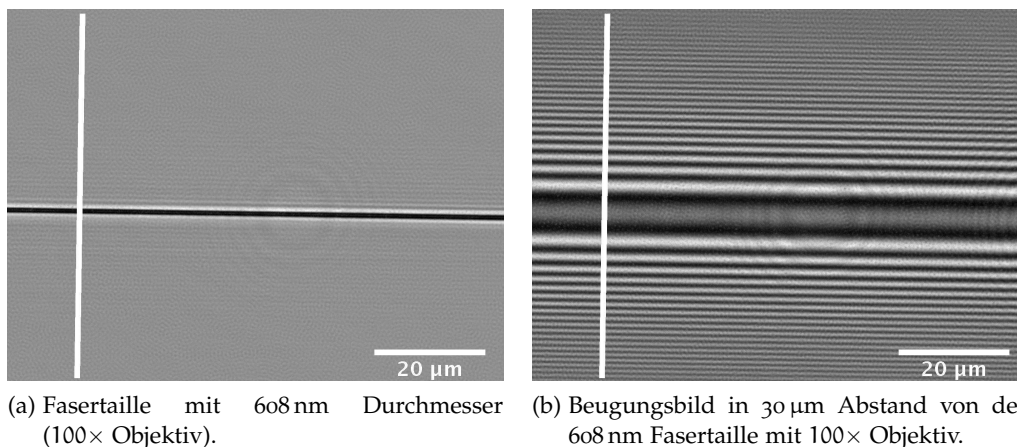 20 µm
20 µm
(a) Fasertaille mit 608 nm Durchmesser
(100× Objektiv).
(b) Beugungsbild in 30 µm Abstand von de
608 nm Fasertaille mit 100× Objektiv.